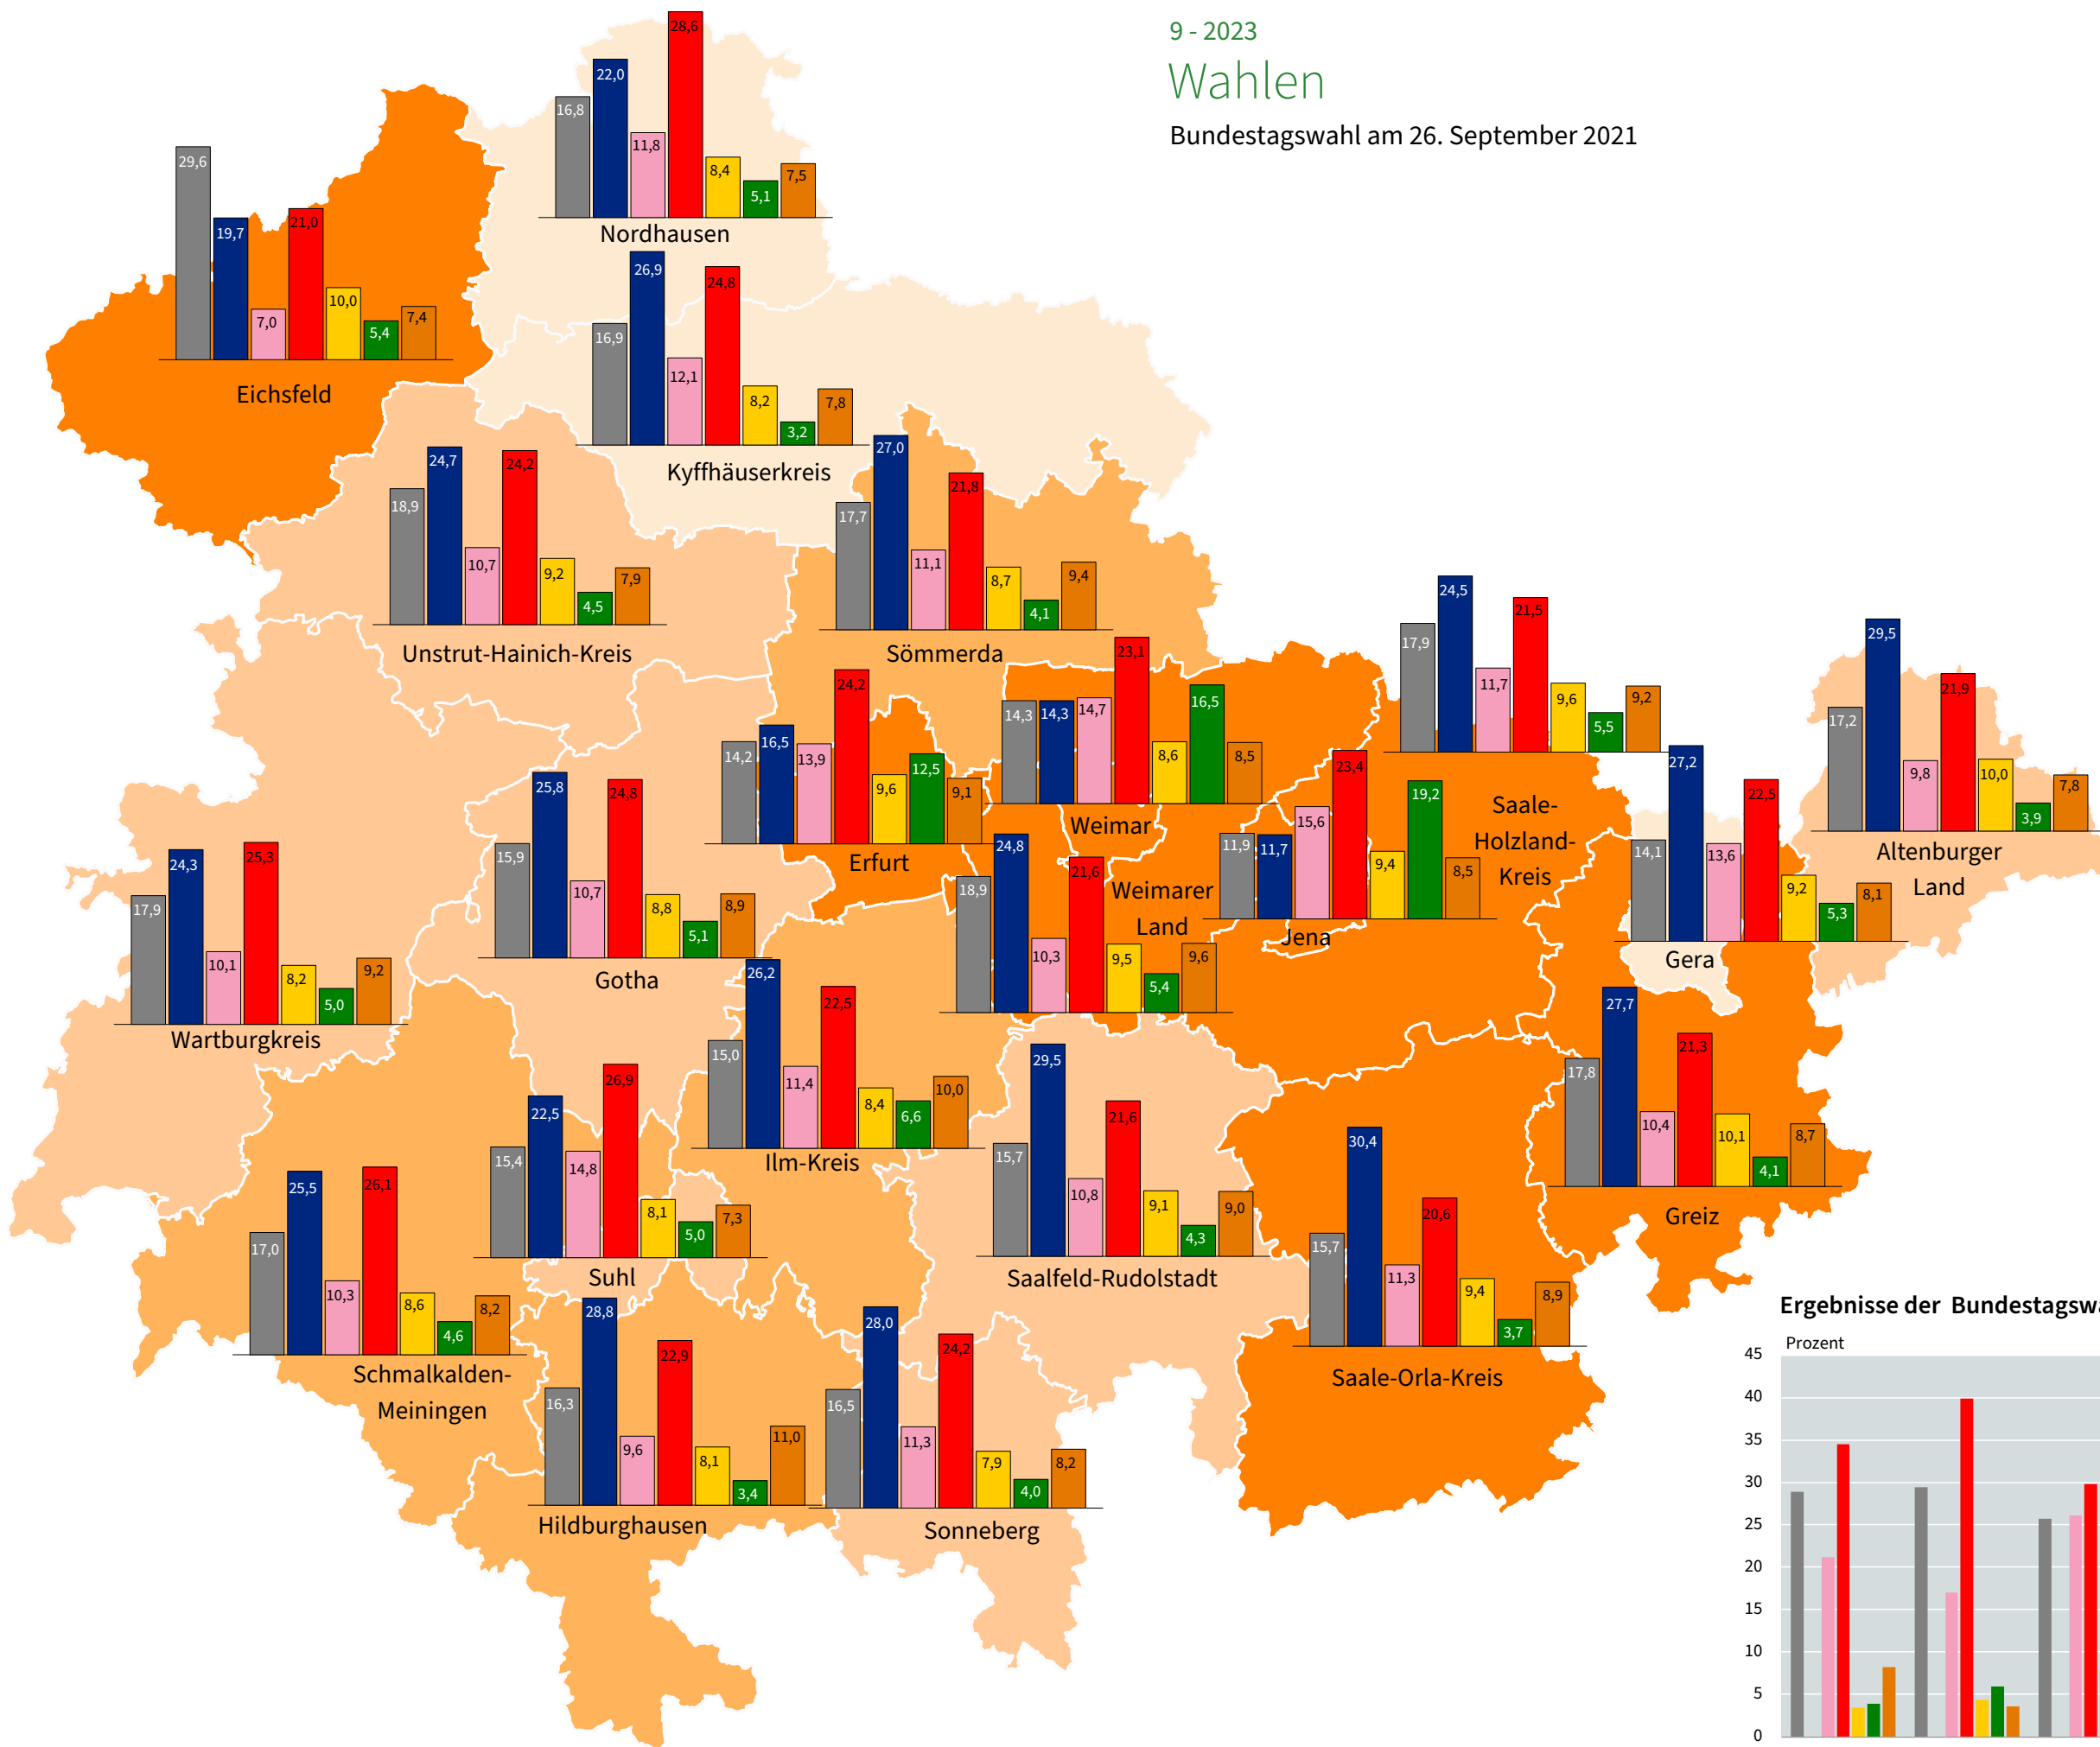 9 - 2023
Wahlen
Bundestagswahl am 26. September 2021
16,8 22,0 11,8 28,6 8,4 5,1 7,5
Nordhausen
29,6 19,7 7,0 21,0 10,0 5,4 7,4
Eichsfeld
16,9 26,9 12,1 24,8 8,2 3,2 7,8
Kyffhäuserkreis
18,9 24,7 10,7 24,2 9,2 4,5 7,9
Unstrut-Hainich-Kreis
17,7 27,0 11,1 21,8 8,7 4,1 9,4
Sömmerda
14,2 16,5 13,9 24,2 9,6 12,5 9,1
Erfurt
14,3 14,3 14,7 23,1 8,6 16,5 8,5
Weimar
17,9 24,5 11,7 21,5 9,6 5,5 9,2
Saale-
Holzland-
Kreis
17,2 29,5 9,8 21,9 10,0 3,9 7,8
Altenburger
Land
17,9 24,3 10,1 25,3 8,2 5,0 9,2
Wartburgkreis
15,9 25,8 10,7 24,8 8,8 5,1 8,9
Gotha
18,9 24,8 10,3 21,6 9,5 5,4 9,6
Weimarer
Land
11,9 11,7 15,6 23,4 9,4 19,2 8,5
Jena
14,1 27,2 13,6 22,5 9,2 5,3 8,1
Gera
15,0 26,2 11,4 22,5 8,4 6,6 10,0
Ilm-Kreis
17,8 27,7 10,4 21,3 10,1 4,1 8,7
Greiz
15,4 22,5 14,8 26,9 8,1 5,0 7,3
Suhl
15,7 29,5 10,8 21,6 9,1 4,3 9,0
Saalfeld-Rudolstadt
15,7 30,4 11,3 20,6 9,4 3,7 8,9
Saale-Orla-Kreis
17,0 25,5 10,3 26,1 8,6 4,6 8,2
Schmalkalden-
Meiningen
16,3 28,8 9,6 22,9 8,1 3,4 11,0
Hildburghausen
16,5 28,0 11,3 24,2 7,9 4,0 8,2
Sonneberg
Ergebnisse der Bundestagswa
Prozent
45
40
35
30
25
20
15
10
5
0